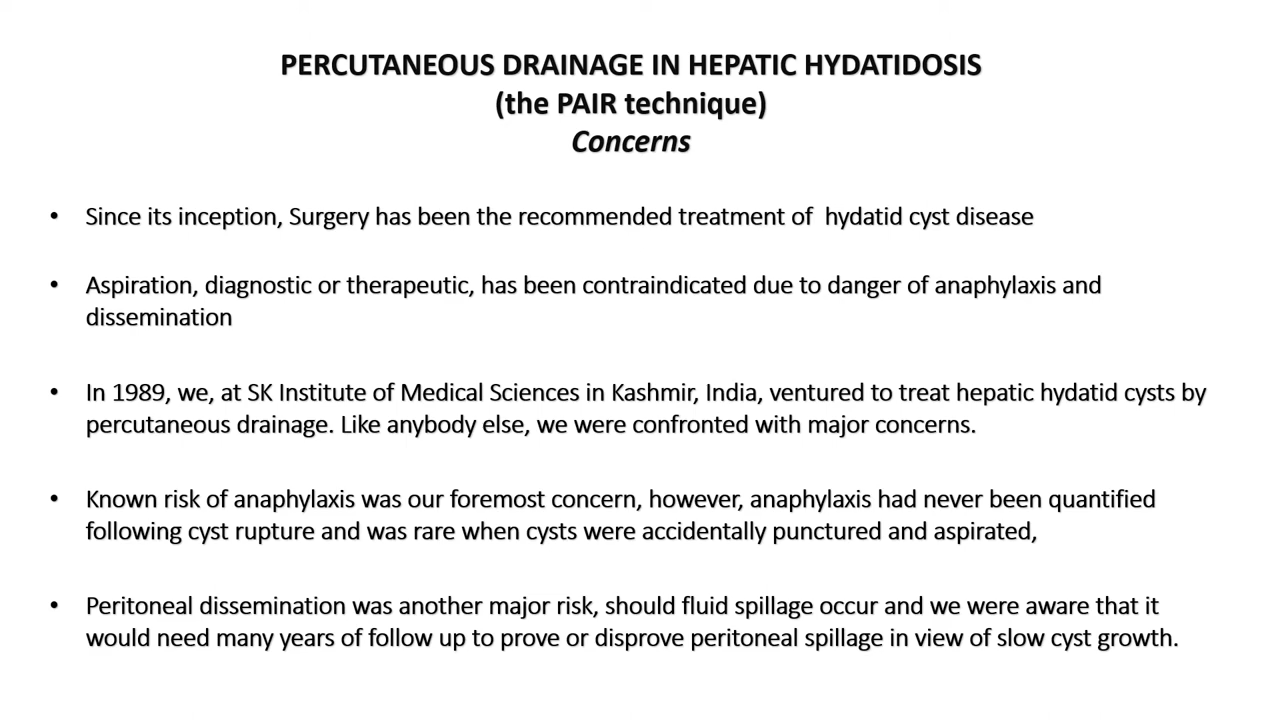 PERCUTANEOUS DRAINAGE IN HEPATIC HYDATIDOSIS
(the PAIR technique)
Concerns
• Since its inception, Surgery has been the recommended treatment of  hydatid cyst disease
• Aspiration, diagnostic or therapeutic, has been contraindicated due to danger of anaphylaxis and
dissemination
• In 1989, we, at SK Institute of Medical Sciences in Kashmir, India, ventured to treat hepatic hydatid cysts by
percutaneous drainage. Like anybody else, we were confronted with major concerns.
• Known risk of anaphylaxis was our foremost concern, however, anaphylaxis had never been quantified
following cyst rupture and was rare when cysts were accidentally punctured and aspirated,
• Peritoneal dissemination was another major risk, should fluid spillage occur and we were aware that it
would need many years of follow up to prove or disprove peritoneal spillage in view of slow cyst growth.